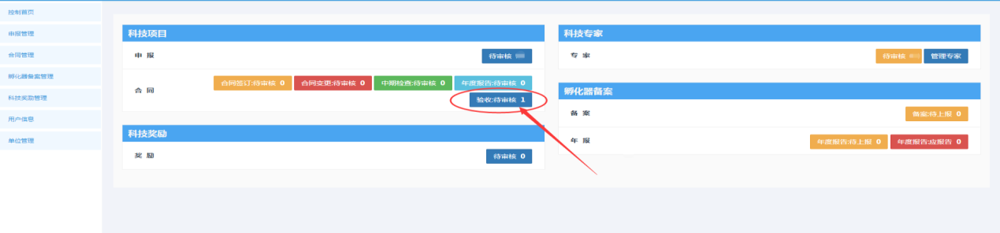 控制首页
申报管理
合同管理
孵化器备案管理
科技奖励管理
用户信息
单位管理
科技项目
申 报
待审核
合 同
合同签订:待审核 0 合同变更:待审核 0 中期检查:待审核 0 年度报告:待审核 0
验收:待审核 1
科技奖励
奖 励
待审核 0
科技专家
专 家
待审核
管理专家
孵化器备案
备 案
备案:待上报 0
年 报
年度报告:待上报 0 年度报告:应报告 0